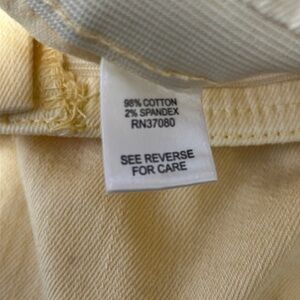 98% COTTON
2% SPANDEX
RN37080
SEE REVERSE
FOR CARE